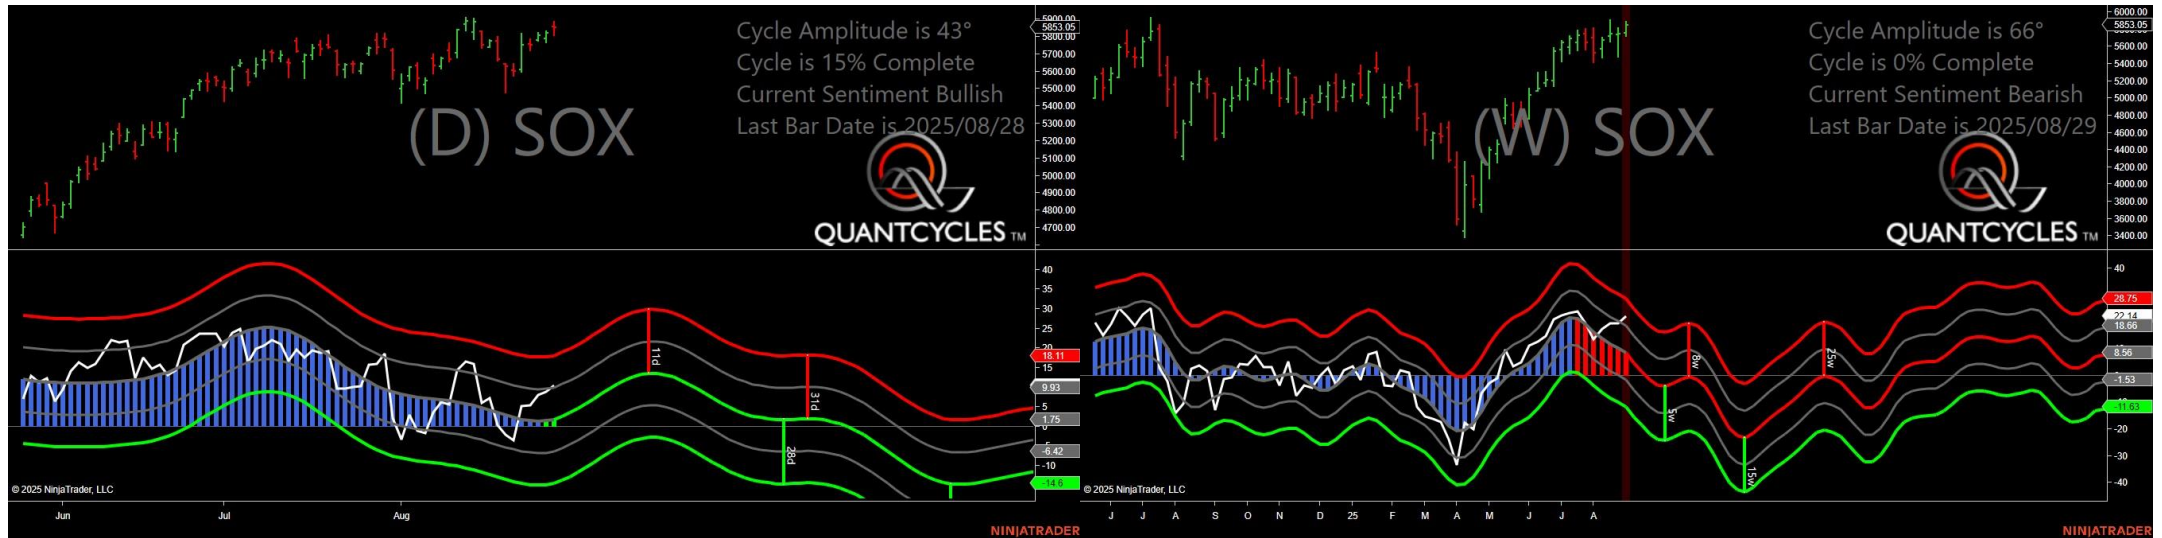 Cycle Amplitude is 43°
Cycle is 15% Complete
Current Sentiment Bullish
Last Bar Date is 2025/08/28
(D) SOX
QUANTCYCLES TM
5900.00
5853.05
5800.00
5700.00
5600.00
5500.00
5400.00
5300.00
5200.00
5100.00
5000.00
4900.00
4800.00
4700.00
40
35
30
25
20
18.11
15
9.93
5
1.75
0
-6.42
-10
-14.6
11d
31d
28d
© 2025 NinjaTrader, LLC
Jun Jul Aug
NINJATRADER
Cycle Amplitude is 66°
Cycle is 0% Complete
Current Sentiment Bearish
Last Bar Date is 2025/08/29
(W) SOX
QUANTCYCLES TM
6000.00
5853.05
5600.00
5400.00
5200.00
5000.00
4800.00
4600.00
4400.00
4200.00
4000.00
3800.00
3600.00
3400.00
40
28.75
22.14
18.66
8.56
-1.53
-11.63
-20
-30
-40
8w
25w
5w
15w
© 2025 NinjaTrader, LLC
J J A S O N D 25 F M A M J J A
NINJATRADER